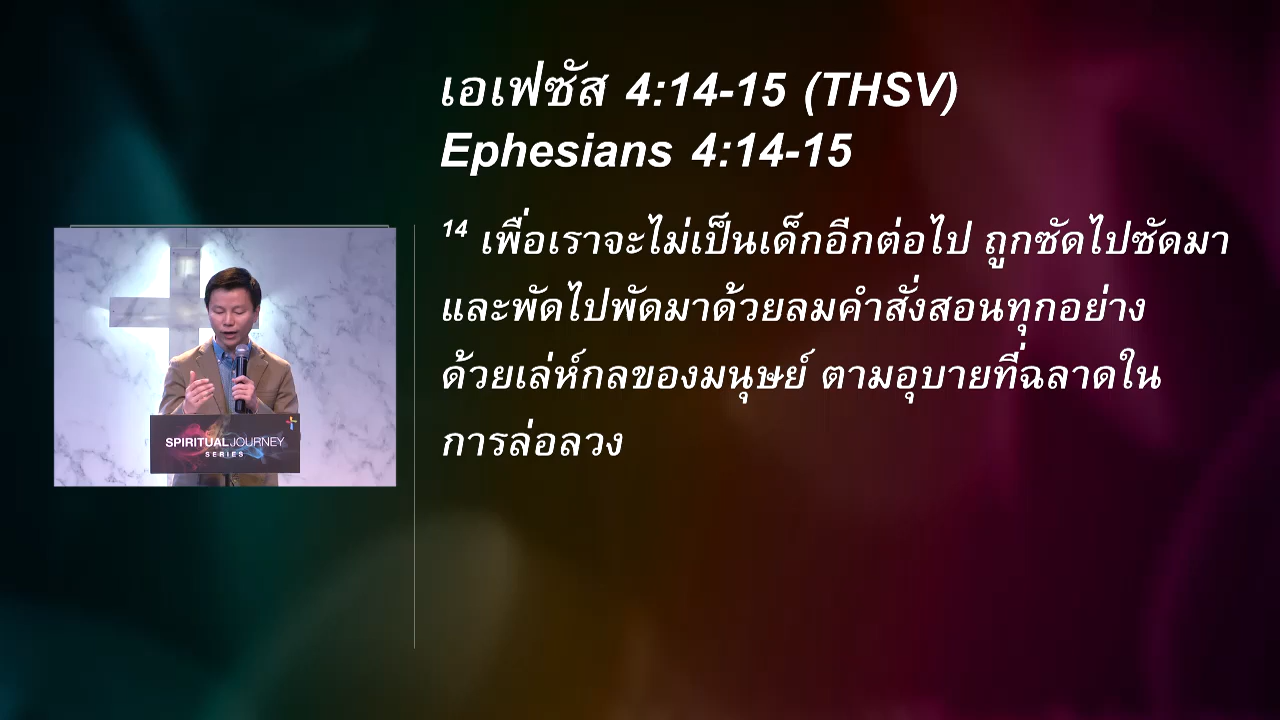 เอเฟซัส 4:14-15 (THSV)
Ephesians 4:14-15
14 เพื่อเราจะไม่เป็นเด็กอีกต่อไป ถูกซัดไปซัดมา
และพัดไปพัดมาด้วยลมคำสั่งสอนทุกอย่าง
ด้วยเล่ห์กลของมนุษย์ ตามอุบายที่ฉลาดใน
การล่อลวง
SPIRITUAL JOURNEY
SERIES